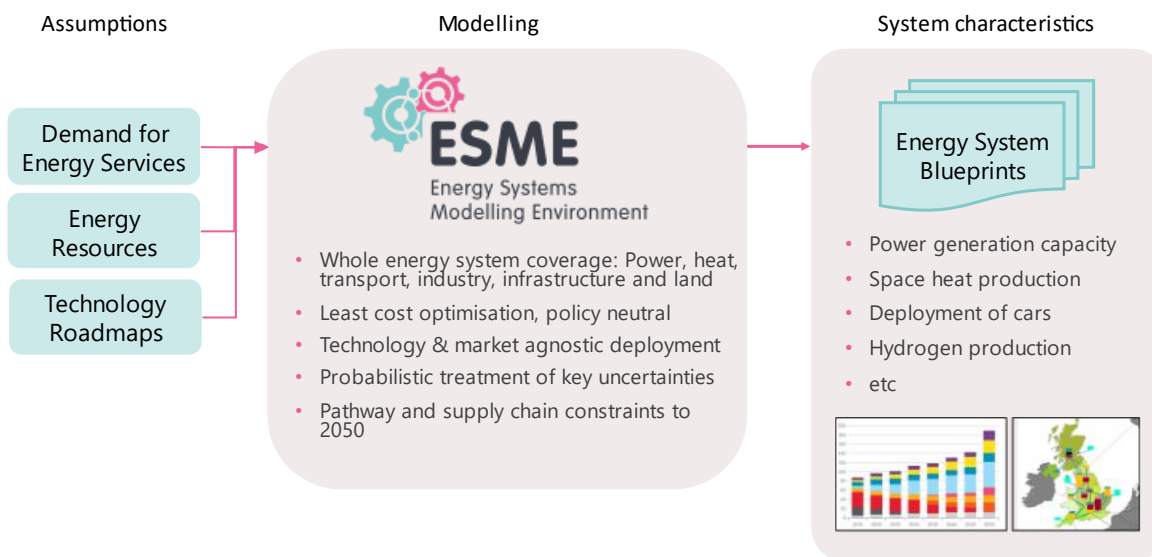 Assumptions
Modelling
System characteristics
Demand for
Energy Services
Energy
Resources
Technology
Roadmaps
ESME
Energy Systems
Modelling Environment
• Whole energy system coverage: Power, heat,
transport, industry, infrastructure and land
• Least cost optimisation, policy neutral
• Technology & market agnostic deployment
• Probabilistic treatment of key uncertainties
• Pathway and supply chain constraints to
2050
Energy System
Blueprints
• Power generation capacity
• Space heat production
• Deployment of cars
• Hydrogen production
• etc